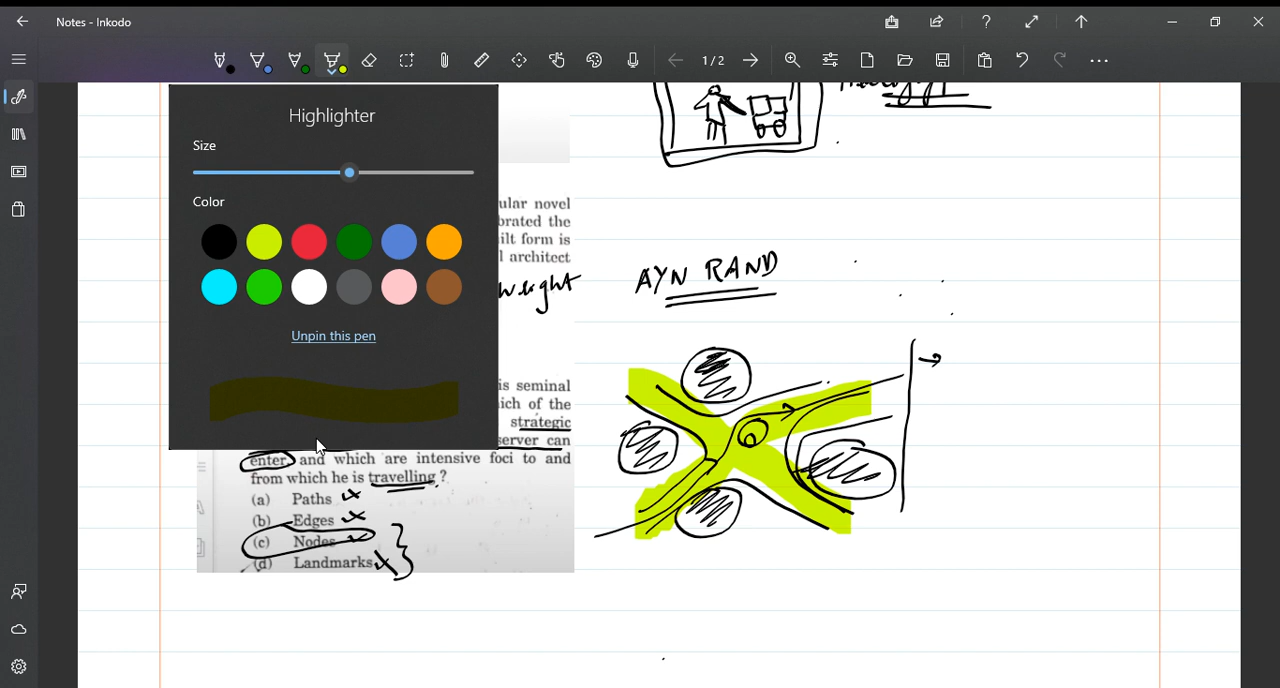 Notes - Inkodo
1 / 2
Highlighter
Size
Color
Unpin this pen
ular novel
brated the
ilt form is
l architect
weight
AYN RAND
is seminal
ich of the
strategic
server can
enter, and which are intensive foci to and
from which he is travelling ?
(a) Paths
(b) Edges
(c) Nodes
(d) Landmarks